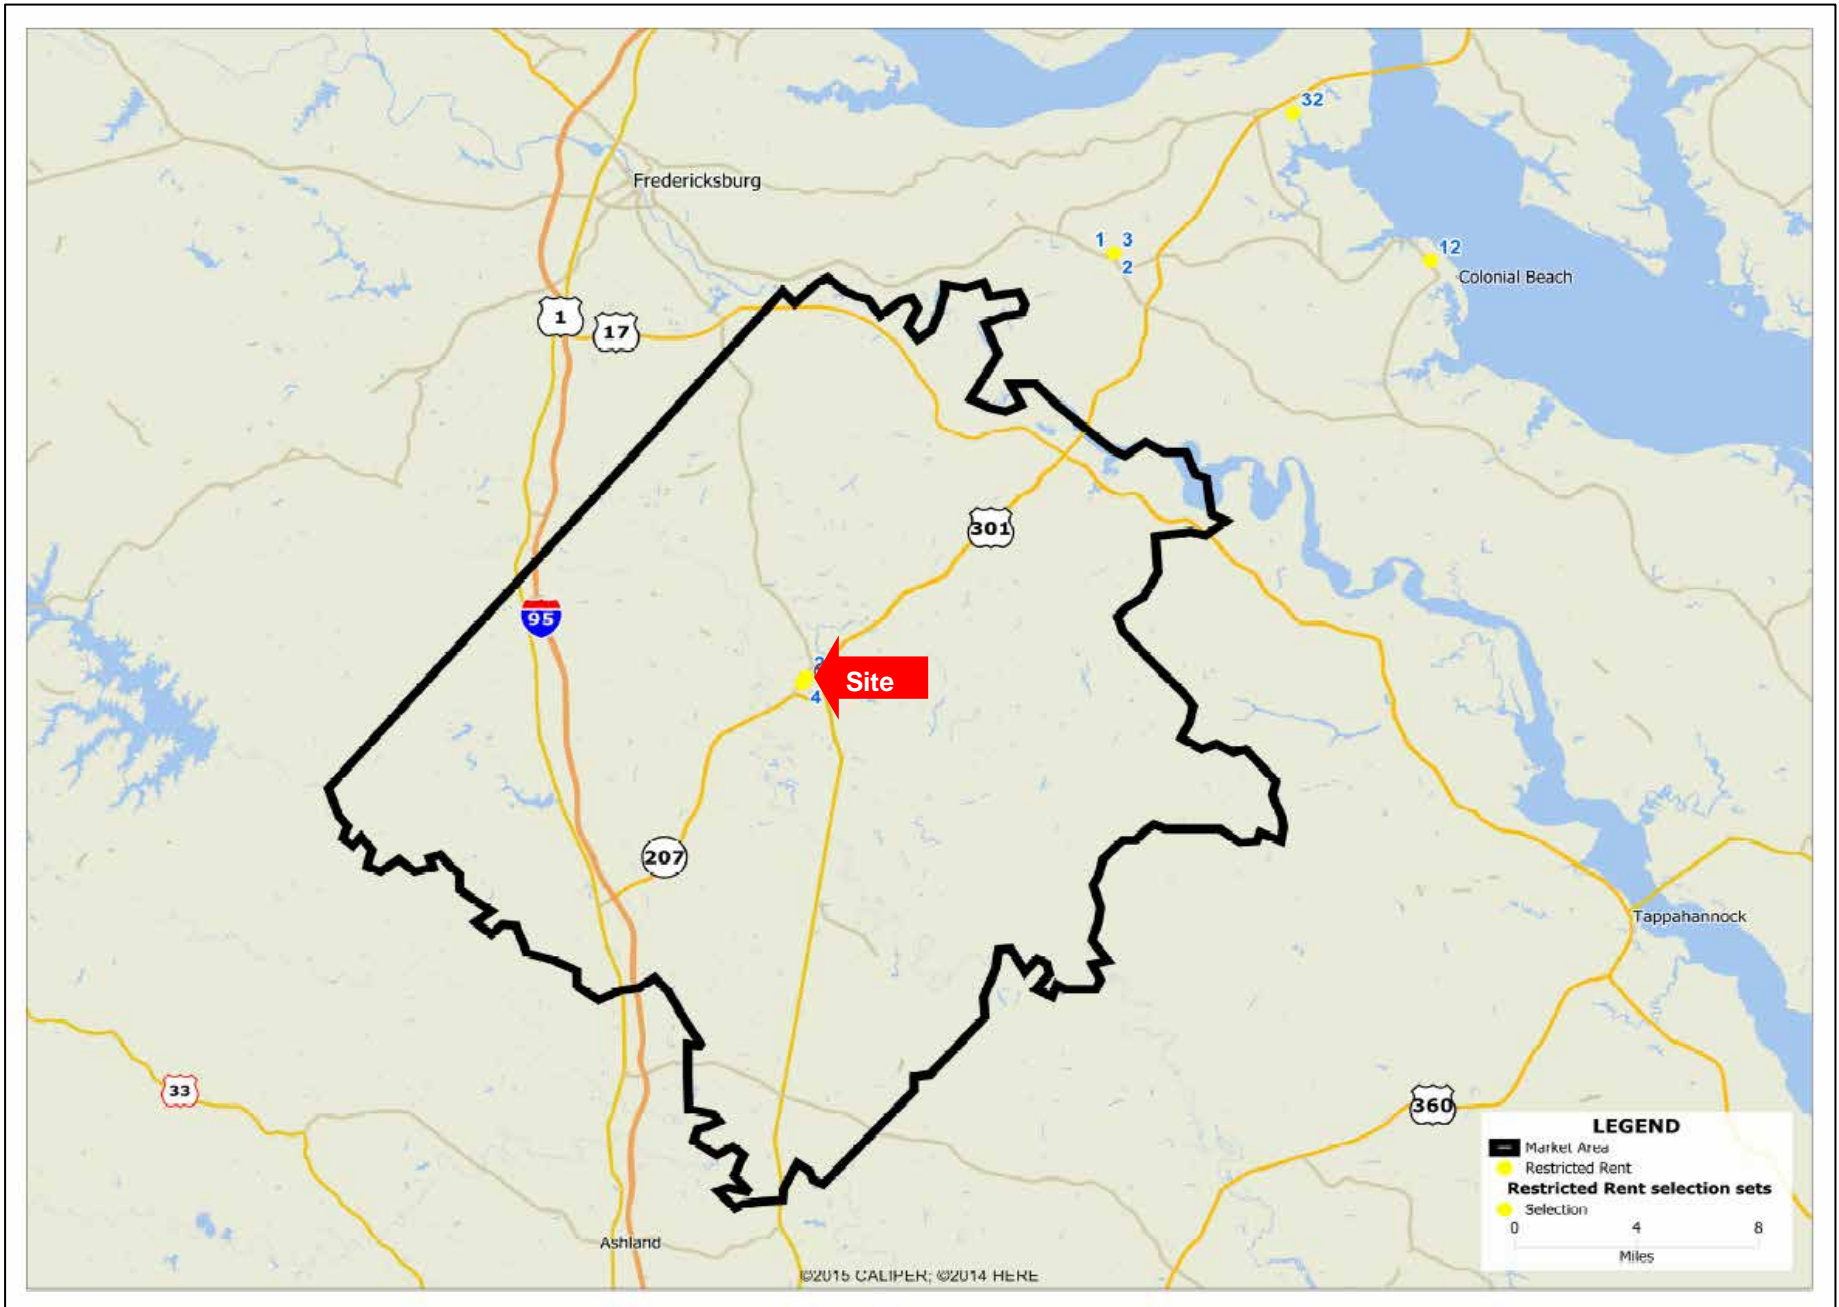 32
Fredericksburg
1 3
2
12
Colonial Beach
1
17
301
95
Site
4
207
Tappahannock
33
360
LEGEND
Market Area
Restricted Rent
Restricted Rent selection sets
Selection
0 4 8
Miles
Ashland
©2015 CALIPER; ©2014 HERE